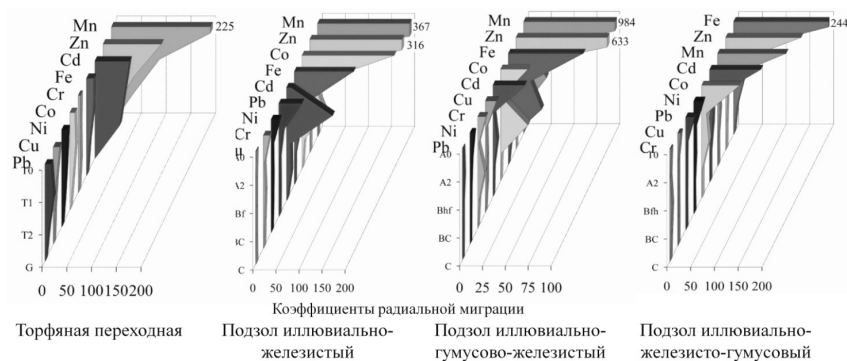 Mn
225
Zn
Cd
Fe
Cr
Co
Ni
Cu
Pb
T0
T1
T2
G
0 50 100 150 200
Mn
367
Zn
316
Co
Fe
Cd
Pb
Ni
Cr
A2
Bf
BC
C
0 50 100 150 200
Mn
984
Zn
633
Fe
Co
Cd
Cu
Cr
Ni
Pb
A0
A2
Bhf
BC
C
0 25 50 75 100
Fe
244
Zn
Mn
Cd
Co
Ni
Pb
Cu
Cr
A2
Bfh
BC
C
0 50 100 150 200
Коэффициенты радиальной миграции
Торфяная переходная
Подзол иллювиально-
железистый
Подзол иллювиально-
гумусово-железистый
Подзол иллювиально-
железисто-гумусовый